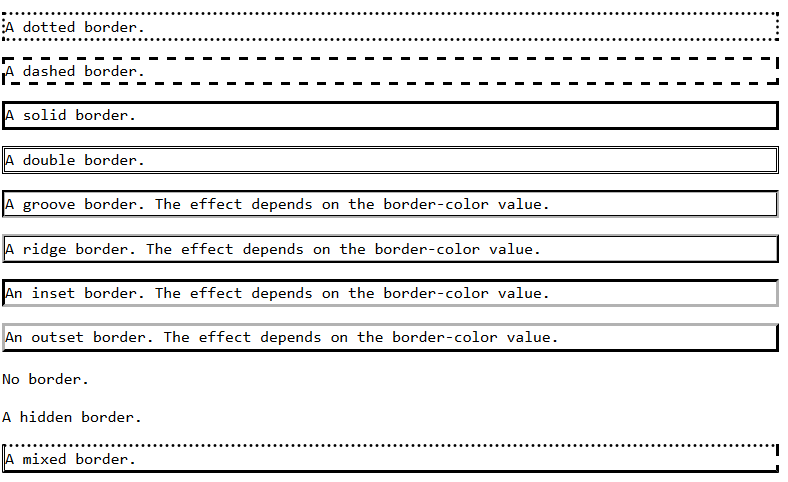 A dotted border.
A dashed border.
A solid border.
A double border.
A groove border. The effect depends on the border-color value.
A ridge border. The effect depends on the border-color value.
An inset border. The effect depends on the border-color value.
An outset border. The effect depends on the border-color value.
No border.
A hidden border.
A mixed border.